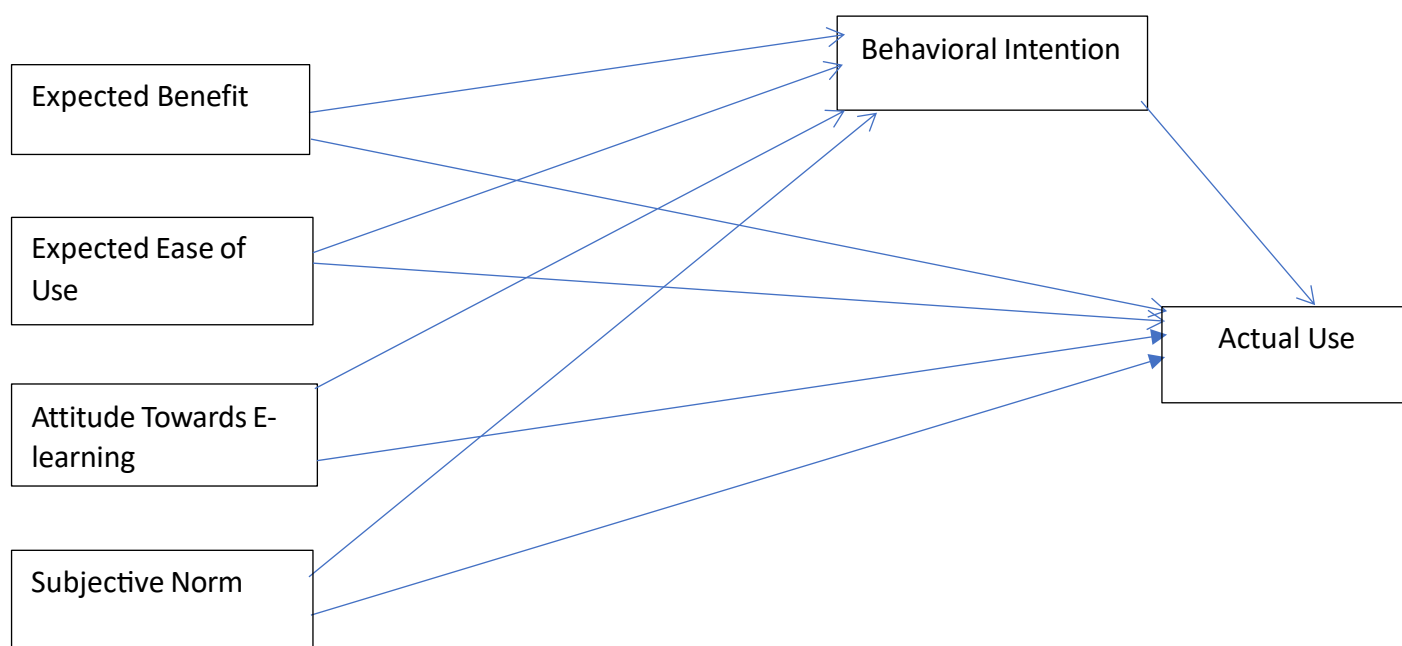 Behavioral Intention
Expected Benefit
Expected Ease of
Use
Actual Use
Attitude Towards E-
learning
Subjective Norm